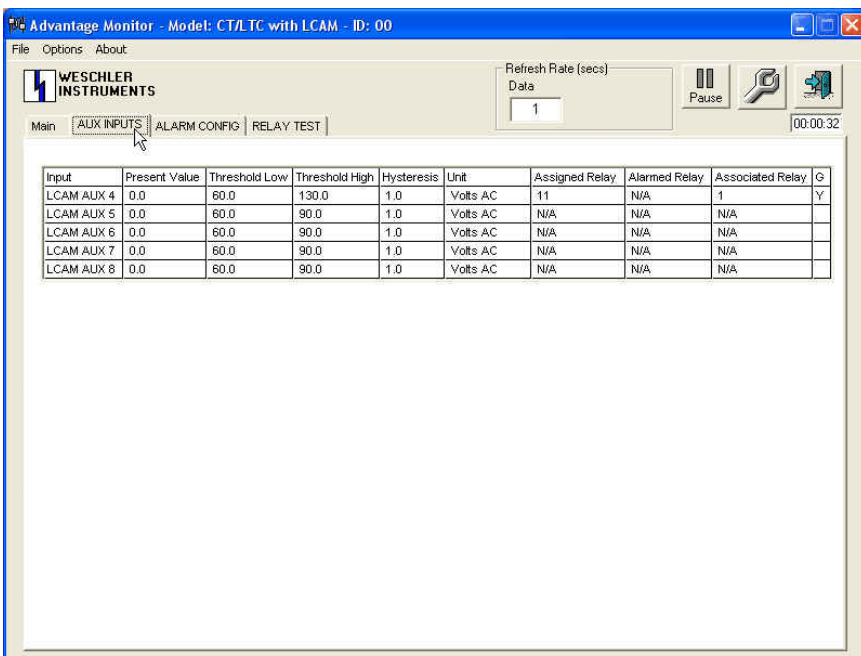 Advantage Monitor - Model: CT/LTC with LCAM - ID: 00
File Options About
WESCHLER
INSTRUMENTS
Refresh Rate (secs)
Data
1
Pause
00:00:32
Main AUX INPUTS ALARM CONFIG RELAY TEST
Input Present Value Threshold Low Threshold High Hysteresis Unit Assigned Relay Alarmed Relay Associated Relay G
LCAM AUX 4 0.0 60.0 130.0 1.0 Volts AC 11 N/A 1 Y
LCAM AUX 5 0.0 60.0 90.0 1.0 Volts AC N/A N/A N/A
LCAM AUX 6 0.0 60.0 90.0 1.0 Volts AC N/A N/A N/A
LCAM AUX 7 0.0 60.0 90.0 1.0 Volts AC N/A N/A N/A
LCAM AUX 8 0.0 60.0 90.0 1.0 Volts AC N/A N/A N/A